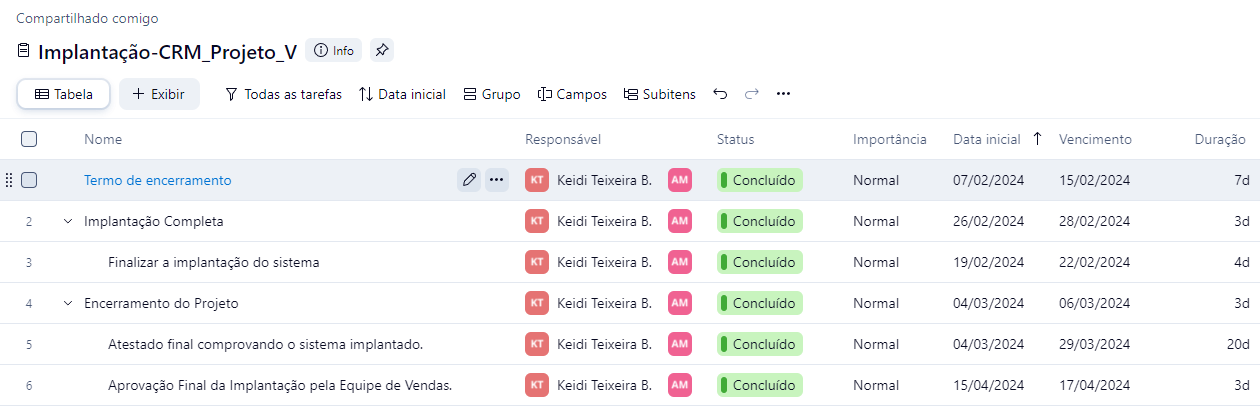 Compartilhado comigo
Implantação-CRM_Projeto_V Info
Tabela Exibir Todas as tarefas Data inicial Grupo Campos Subitens
Nome Responsável Status Importância Data inicial Vencimento Duração
Termo de encerramento KT Keidi Teixeira B. AM Concluído Normal 07/02/2024 15/02/2024 7d
2 Implantação Completa KT Keidi Teixeira B. AM Concluído Normal 26/02/2024 28/02/2024 3d
3 Finalizar a implantação do sistema KT Keidi Teixeira B. AM Concluído Normal 19/02/2024 22/02/2024 4d
4 Encerramento do Projeto KT Keidi Teixeira B. AM Concluído Normal 04/03/2024 06/03/2024 3d
5 Atestado final comprovando o sistema implantado. KT Keidi Teixeira B. AM Concluído Normal 04/03/2024 29/03/2024 20d
6 Aprovação Final da Implantação pela Equipe de Vendas. KT Keidi Teixeira B. AM Concluído Normal 15/04/2024 17/04/2024 3d